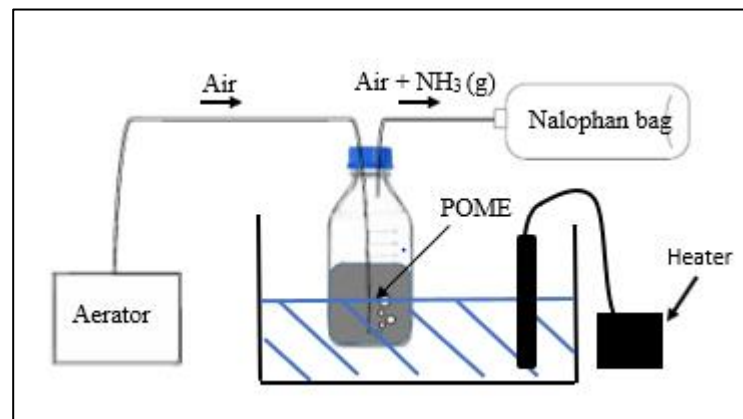 Air
Air + NH₃ (g)
Nalophan bag
POME
Heater
Aerator